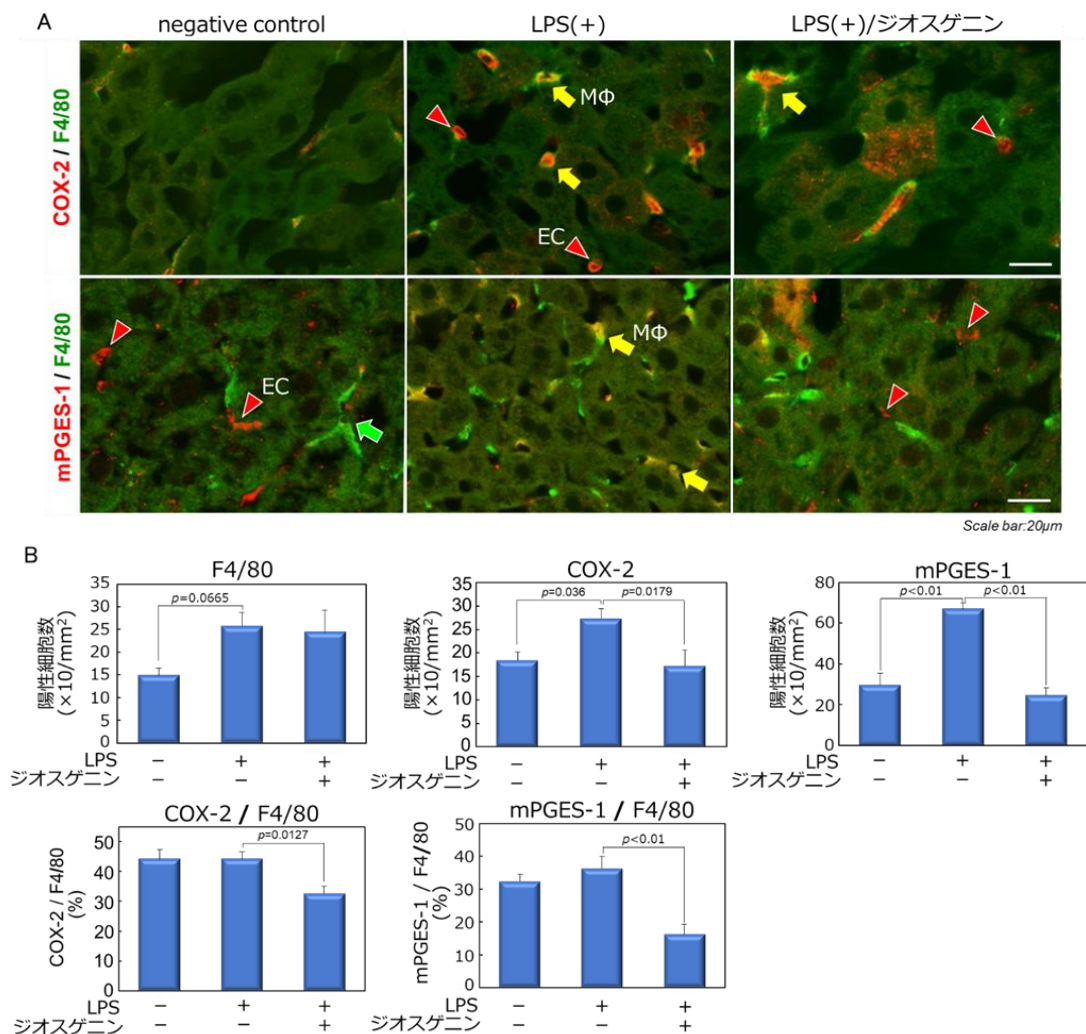 A
negative control
LPS(+)
LPS(+)/ジオスゲニン
COX-2 / F4/80
MΦ
EC
mPGES-1 / F4/80
EC
MΦ
Scale bar:20μm
B
F4/80
陽性細胞数
(×10/mm²)
35
30
25
20
15
10
5
0
p=0.0665
LPS − + +
ジオスゲニン − − +
COX-2
陽性細胞数
(×10/mm²)
35
30
25
20
15
10
5
0
p=0.036
p=0.0179
LPS − + +
ジオスゲニン − − +
mPGES-1
陽性細胞数
(×10/mm²)
80
60
40
20
0
p<0.01
p<0.01
LPS − + +
ジオスゲニン − − +
COX-2 / F4/80
COX-2 / F4/80
(%)
50
40
30
20
10
0
p=0.0127
LPS − + +
ジオスゲニン − − +
mPGES-1 / F4/80
mPGES-1 / F4/80
(%)
50
40
30
20
10
0
p<0.01
LPS − + +
ジオスゲニン − − +